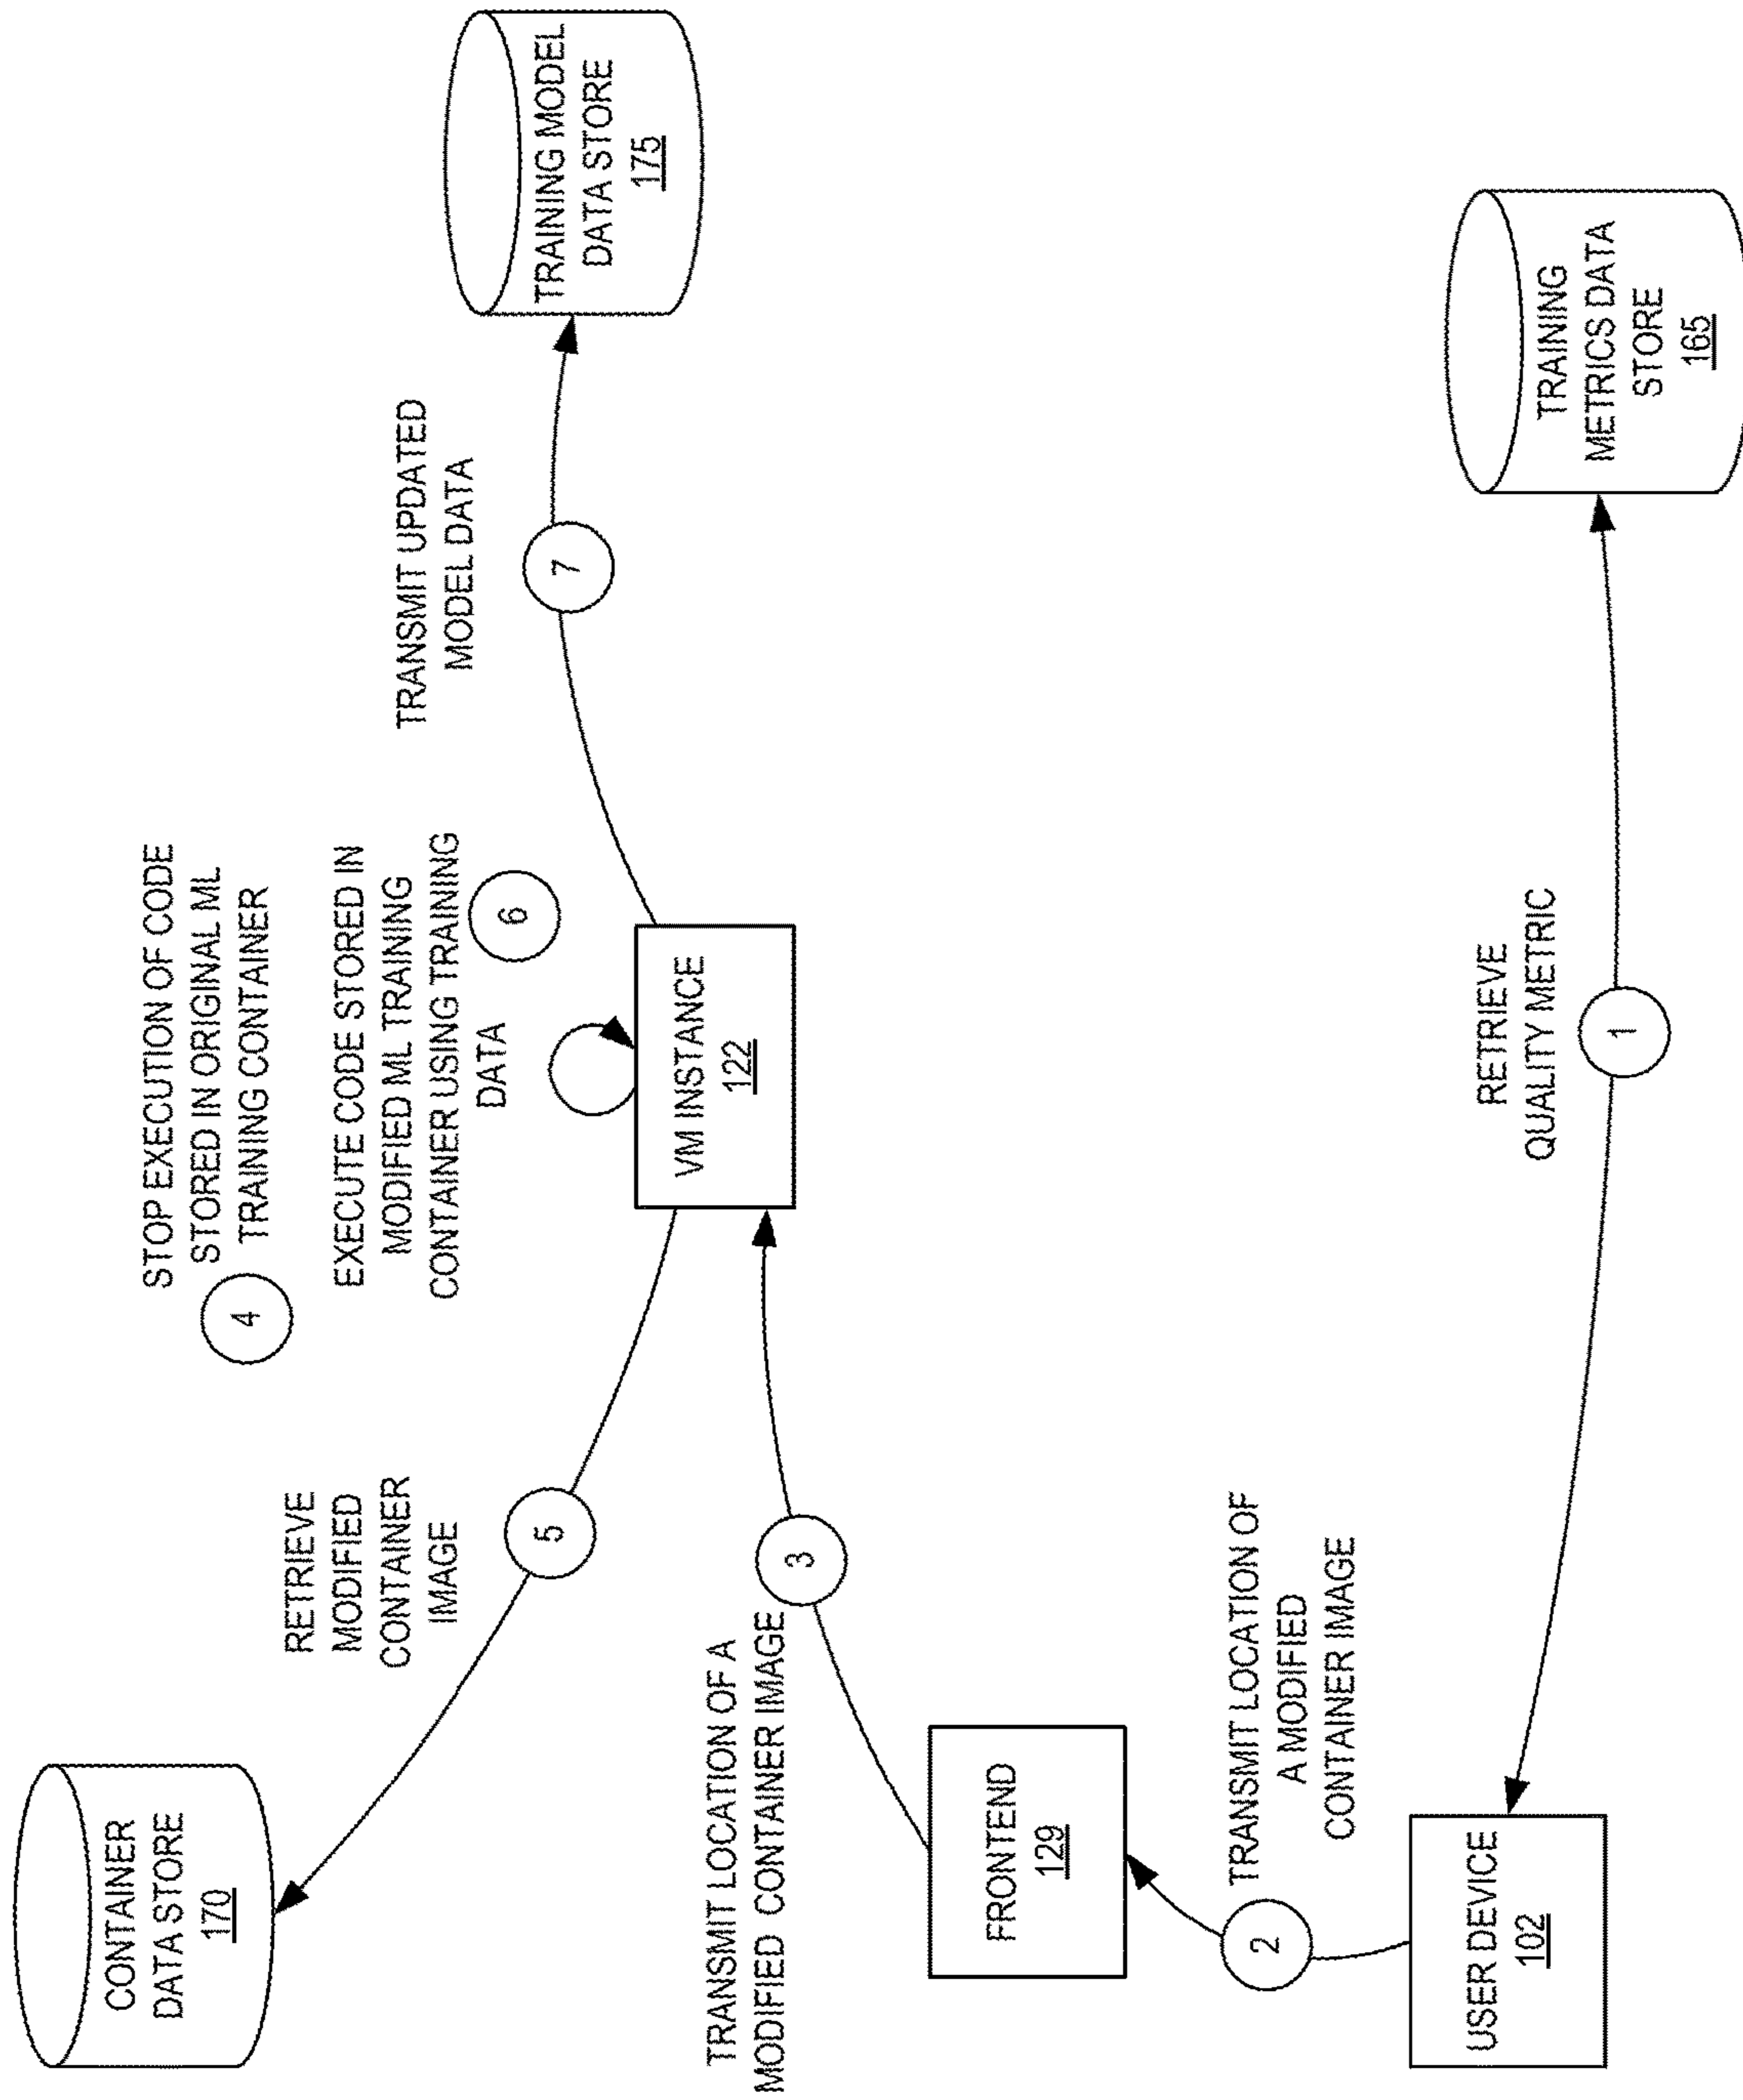 CONTAINER
DATA STORE
170
RETRIEVE
MODIFIED
CONTAINER
IMAGE
5
STOP EXECUTION OF CODE
STORED IN ORIGINAL ML
TRAINING CONTAINER
4
EXECUTE CODE STORED IN
MODIFIED ML TRAINING
CONTAINER USING TRAINING
DATA
6
TRANSMIT UPDATED
MODEL DATA
7
TRAINING MODEL
DATA STORE
175
VM INSTANCE
122
TRANSMIT LOCATION OF A
MODIFIED CONTAINER IMAGE
3
FRONTEND
129
TRANSMIT LOCATION OF
A MODIFIED
CONTAINER IMAGE
2
USER DEVICE
102
RETRIEVE
QUALITY METRIC
1
TRAINING
METRICS DATA
STORE
165